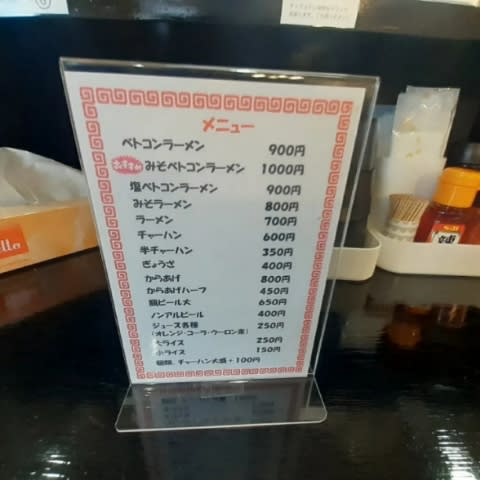 メニュー
ベトコンラーメン 900円
おすすめ みそベトコンラーメン 1000円
塩ベトコンラーメン 900円
みそラーメン 800円
ラーメン 700円
チャーハン 600円
半チャーハン 350円
ぎょうざ 400円
からあげ 800円
からあげハーフ 450円
瓶ビール大 650円
ノンアルビール 400円
ジュース各種 250円
(オレンジ・コーラ・ウーロン茶)
大ライス 250円
小ライス 150円
麺類、チャーハン大盛+100円
S&B